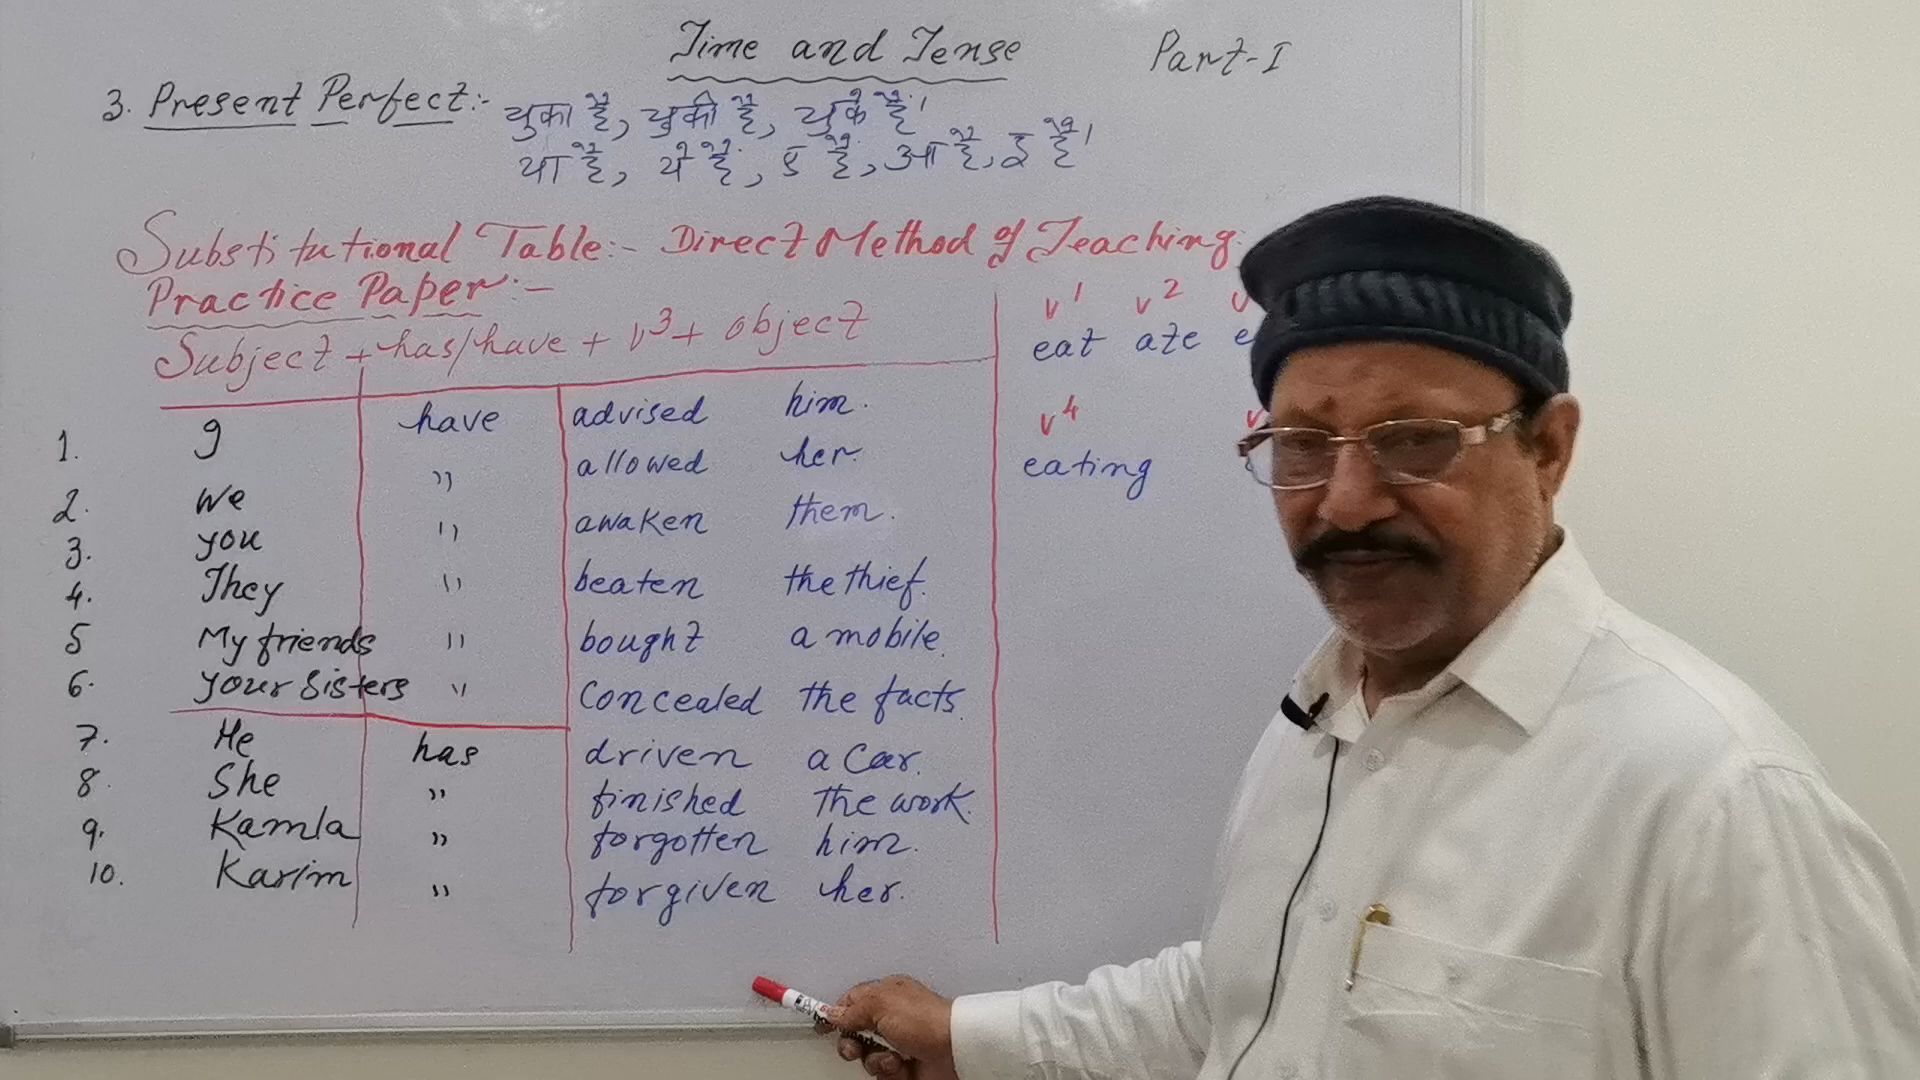 Time and Tense Part-I
3. Present Perfect:- चुका है, चुकी है, चुके हैं।
या है, ये हैं, ई है, आ है, ई हैं।
Substitutional Table:- Direct Method of Teaching.
Practice Paper:-
Subject + has/have + V³ + object
V¹ V² V
eat ate e
V⁴ V
eating
1. I have advised him.
2. We " allowed her.
3. You " awaken them.
4. They " beaten the thief.
5 My friends " bought a mobile.
6. Your Sisters " Concealed the facts.
7. He has driven a Car.
8. She " finished the work.
9. Kamla " forgotten him.
10. Karim " forgiven her.